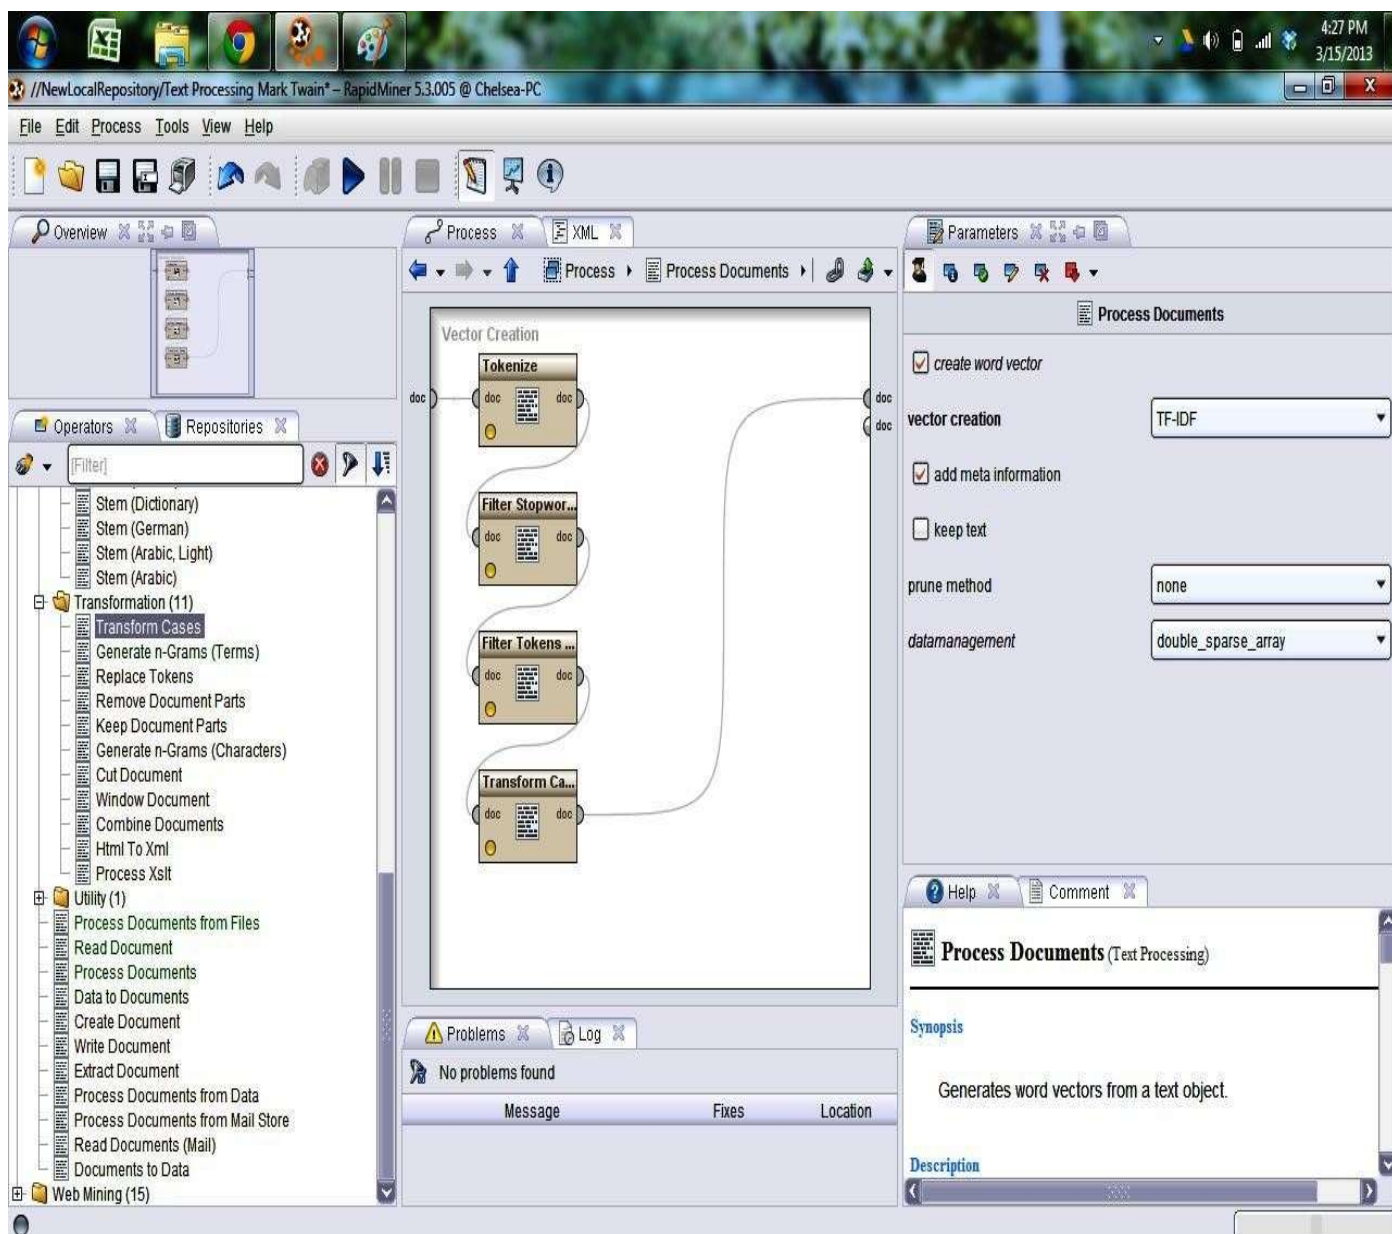 4:27 PM
3/15/2013
//NewLocalRepository/Text Processing Mark Twain* – RapidMiner 5.3.005 @ Chelsea-PC
File Edit Process Tools View Help
Overview
Operators Repositories
[Filter]
Stem (Dictionary)
Stem (German)
Stem (Arabic, Light)
Stem (Arabic)
Transformation (11)
Transform Cases
Generate n-Grams (Terms)
Replace Tokens
Remove Document Parts
Keep Document Parts
Generate n-Grams (Characters)
Cut Document
Window Document
Combine Documents
Html To Xml
Process Xslt
Utility (1)
Process Documents from Files
Read Document
Process Documents
Data to Documents
Create Document
Write Document
Extract Document
Process Documents from Data
Process Documents from Mail Store
Read Documents (Mail)
Documents to Data
Web Mining (15)
Process XML
Process Process Documents
Vector Creation
doc
Tokenize
doc doc
Filter Stopwor...
doc doc
Filter Tokens ...
doc doc
Transform Ca...
doc doc
doc
doc
Problems Log
No problems found
Message Fixes Location
Parameters
Process Documents
create word vector
vector creation TF-IDF
add meta information
keep text
prune method none
datamanagement double_sparse_array
Help Comment
Process Documents (Text Processing)
Synopsis
Generates word vectors from a text object.
Description